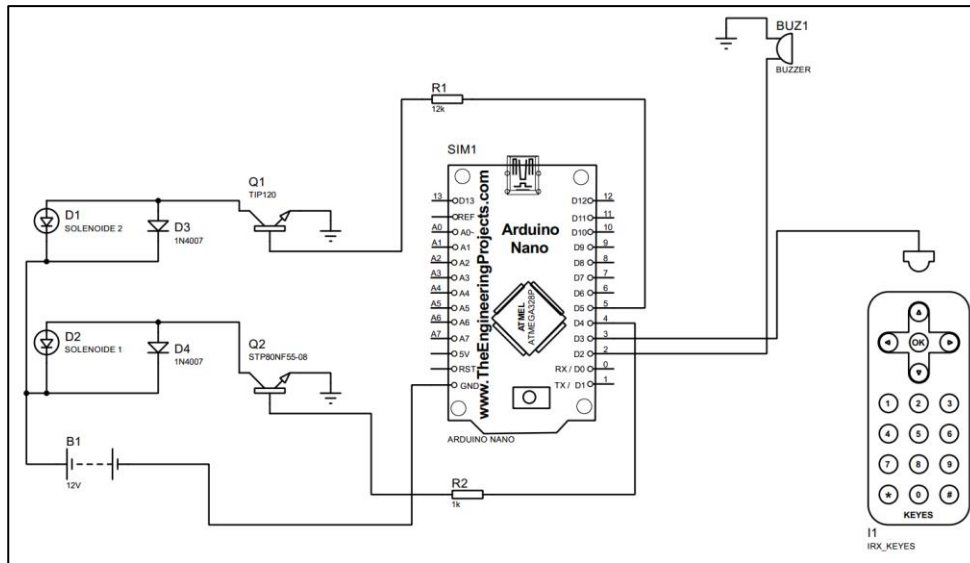 BUZ1
BUZZER
R1
12k
SIM1
Q1
TIP120
D1
SOLENOIDE 2
D3
1N4007
D2
SOLENOIDE 1
D4
1N4007
Q2
STP80NF55-08
B1
12V
R2
1k
13
D13
REF
A0
A0~
A1
A1
A2
A2
A3
A3
A4
A4
A5
A5
A6
A6
A7
A7
5V
RST
GND
www.TheEngineeringProjects.com
Arduino
Nano
ATMEL
ATMEGA328P
D12
12
D11
11
D10
10
D9
9
D8
8
D7
7
D6
6
D5
5
D4
4
D3
3
D2
2
RX / D0
0
TX / D1
1
ARDUINO NANO
OK
1 2 3
4 5 6
7 8 9
* 0 #
KEYES
I1
IRX_KEYES